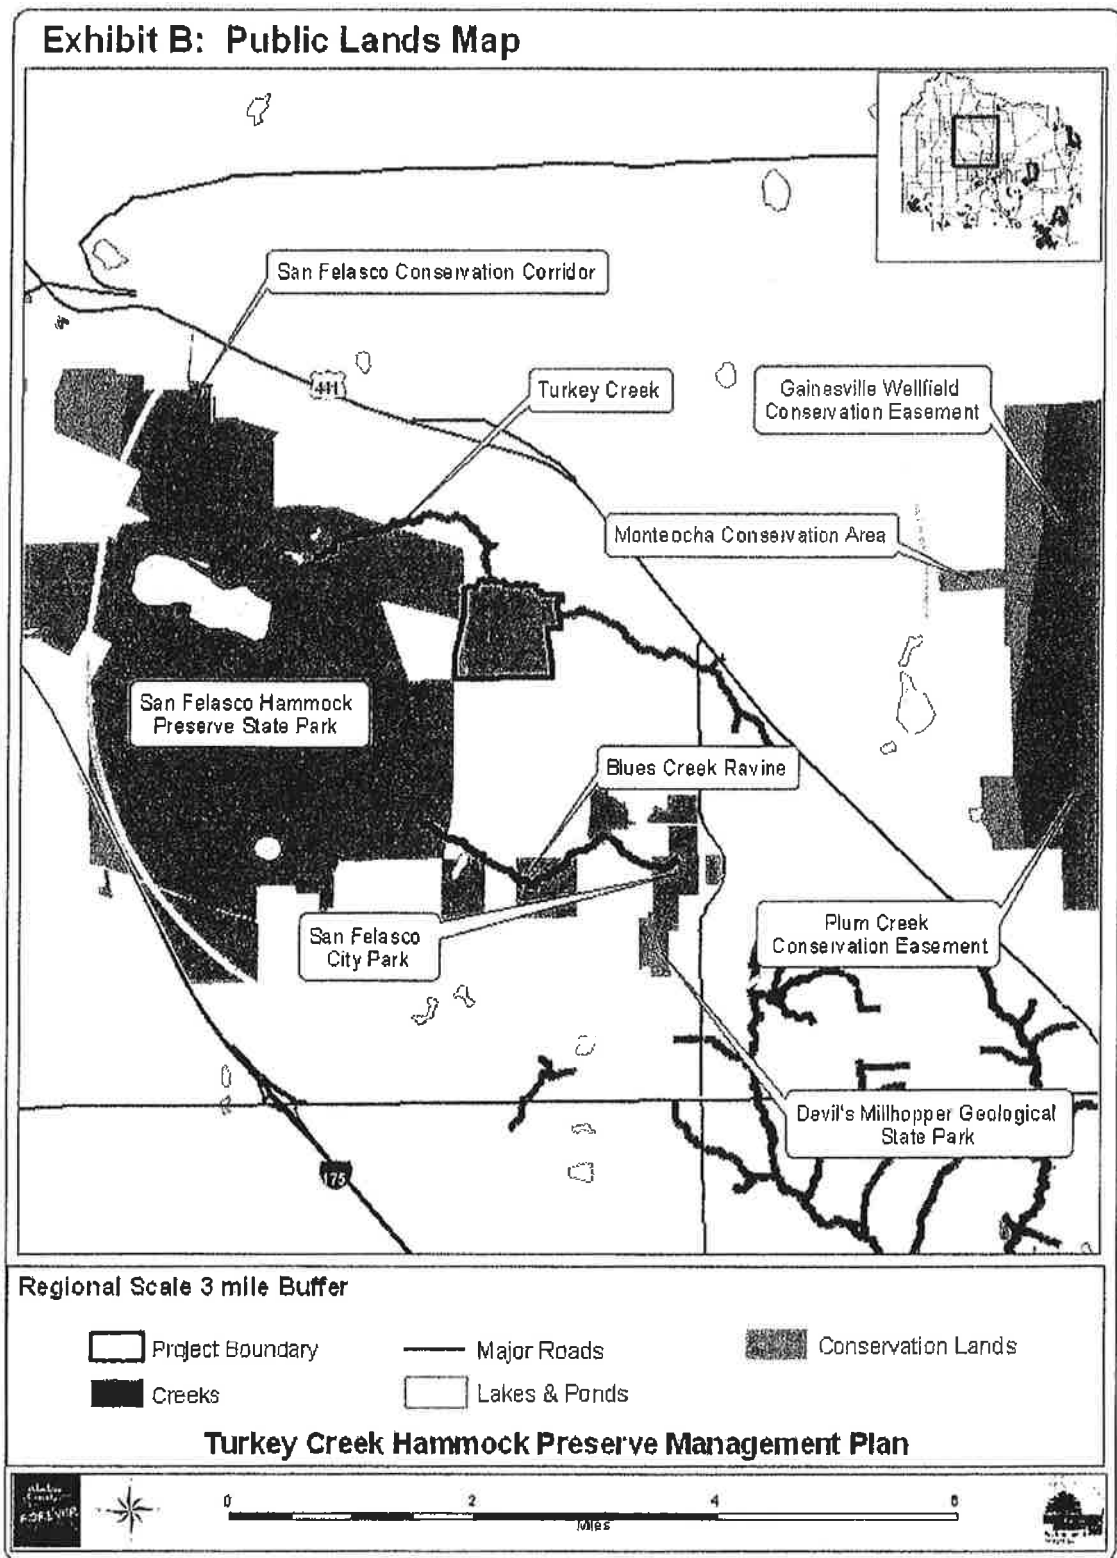 Exhibit B: Public Lands Map
San Felasco Conservation Corridor
441
Turkey Creek
Gainesville Wellfield
Conservation Easement
Monteocha Conservation Area
San Felasco Hammock
Preserve State Park
Blues Creek Ravine
San Felasco
City Park
Plum Creek
Conservation Easement
Devil's Millhopper Geological
State Park
I75
Regional Scale 3 mile Buffer
Project Boundary
Major Roads
Conservation Lands
Creeks
Lakes & Ponds
Turkey Creek Hammock Preserve Management Plan
FOREVER
0 2 4 6
Miles